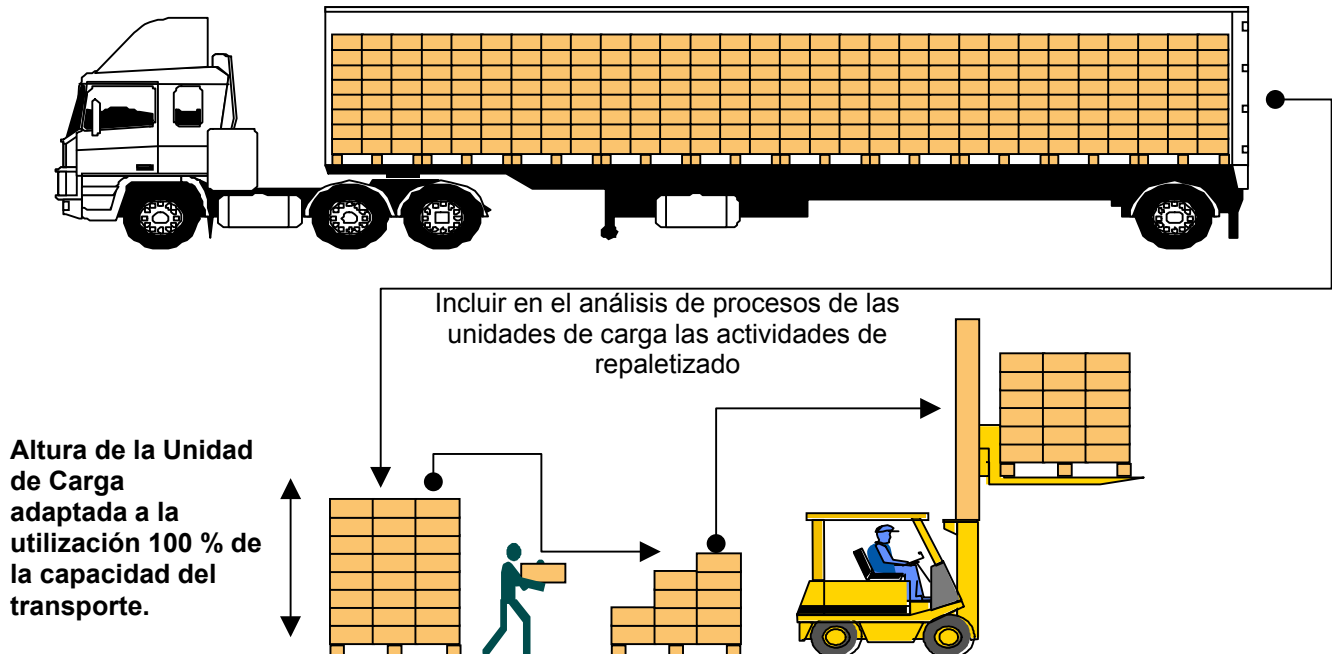 Incluir en el análisis de procesos de las
unidades de carga las actividades de
repaletizado
Altura de la Unidad
de Carga
adaptada a la
utilización 100 % de
la capacidad del
transporte.